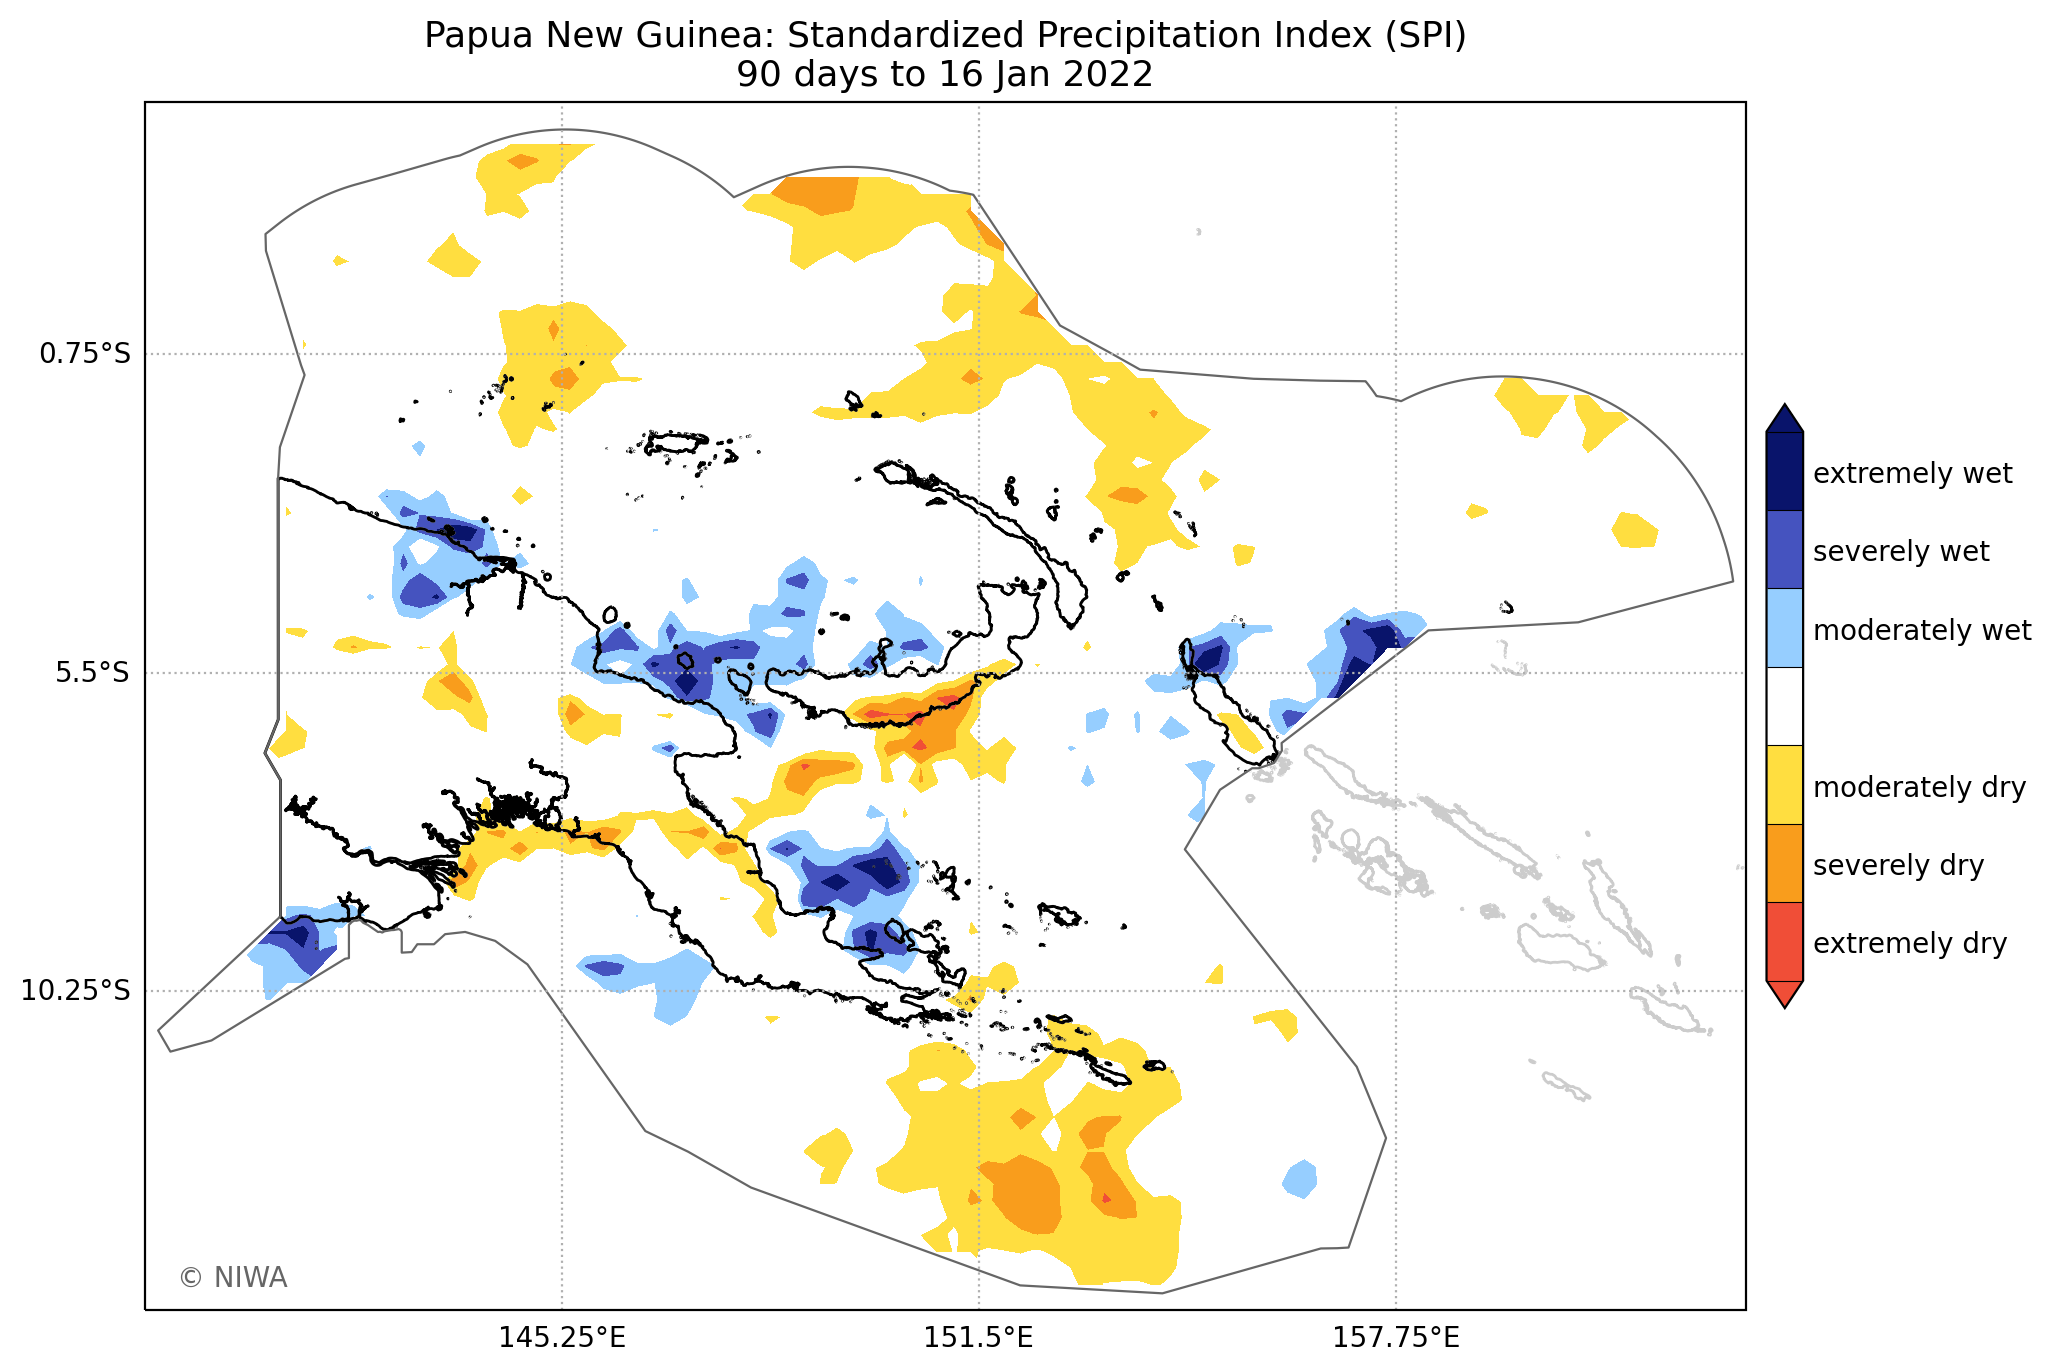 Papua New Guinea: Standardized Precipitation Index (SPI)
90 days to 16 Jan 2022
0.75°S
5.5°S
10.25°S
145.25°E
151.5°E
157.75°E
extremely wet
severely wet
moderately wet
moderately dry
severely dry
extremely dry
© NIWA